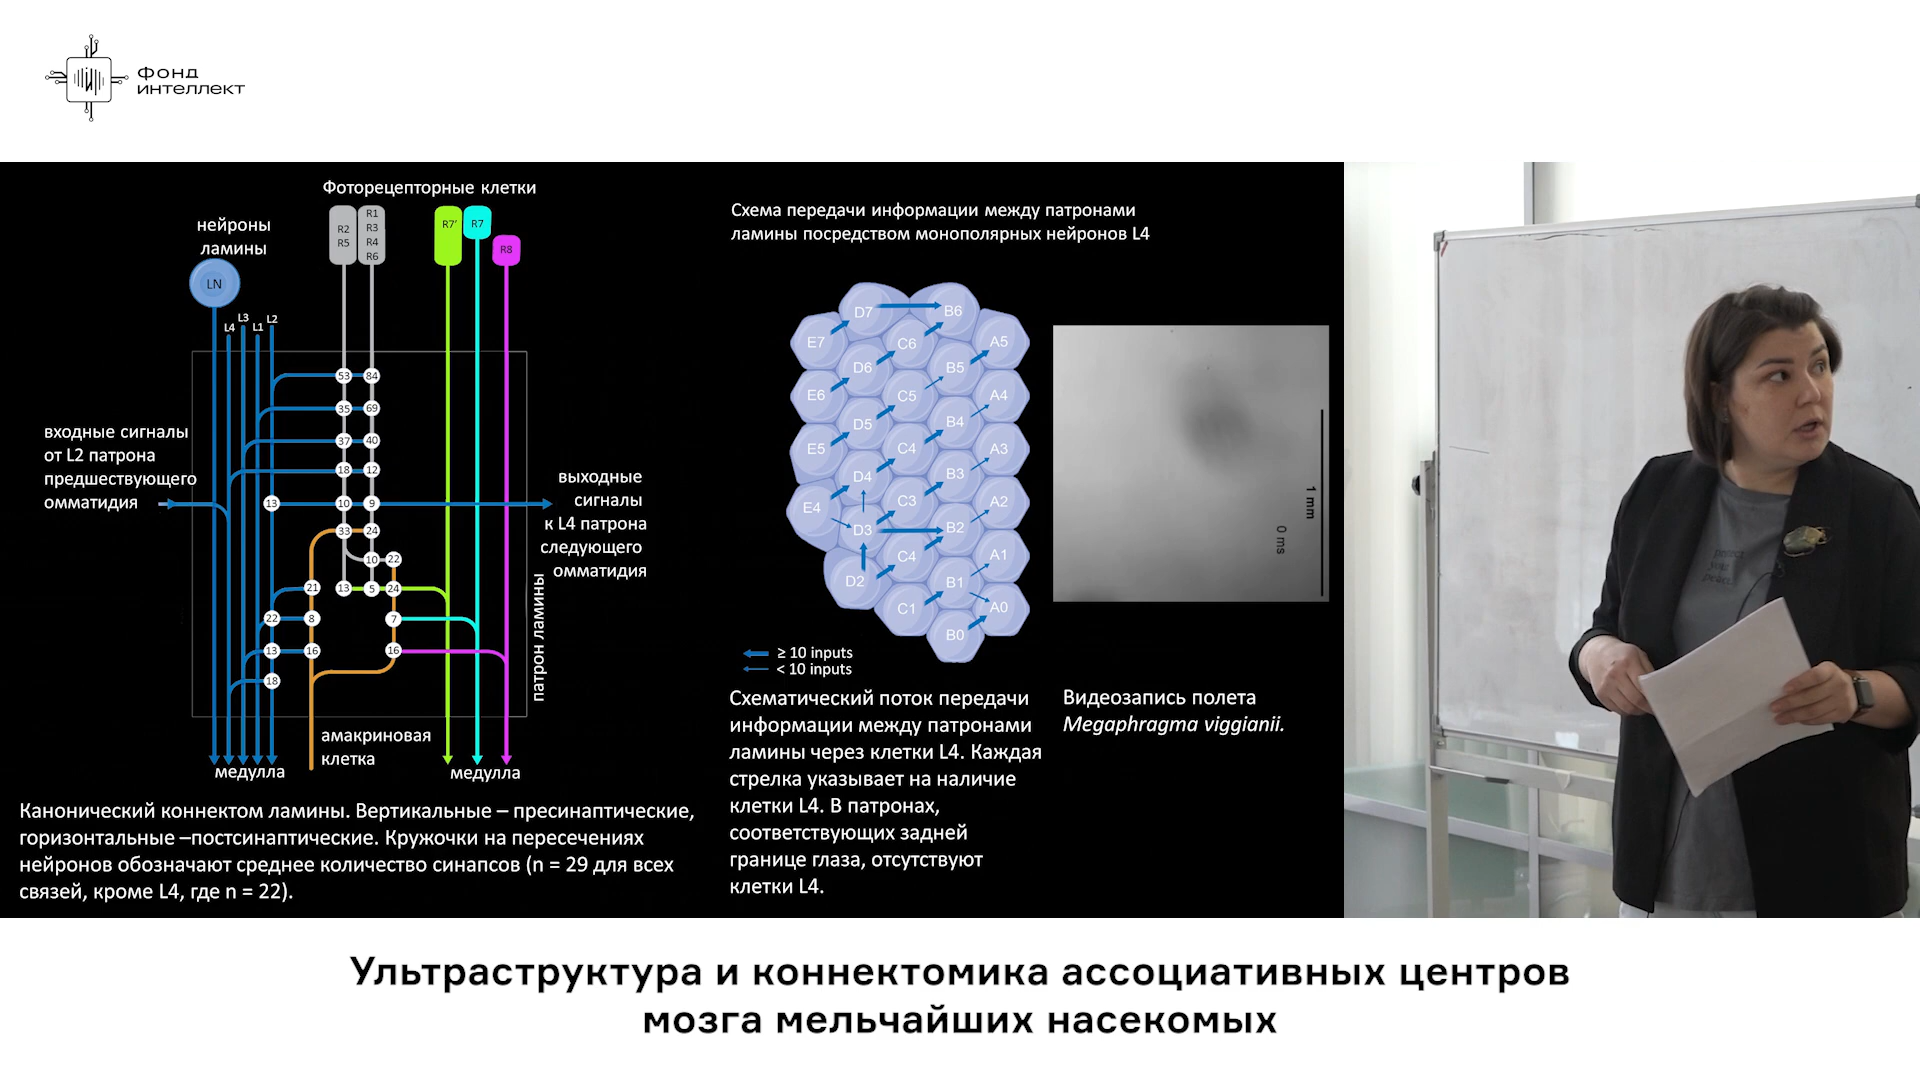 Фонд
интеллект
Фоторецепторные клетки
нейроны
ламины
R2
R5
R1
R3
R4
R6
R7'
R7
R8
LN
L4
L3
L1
L2
53 84
35 69
37 40
18 12
13 10 9
33 24
10 22
21 13 5 24
22 8 7
13 16 16
18
входные сигналы
от L2 патрона
предшествующего
омматидия
выходные
сигналы
к L4 патрона
следующего
омматидия
патрон ламины
амакриновая
клетка
медулла
медулла
Канонический коннектом ламины. Вертикальные – пресинаптические,
горизонтальные –постсинаптические. Кружочки на пересечениях
нейронов обозначают среднее количество синапсов (n = 29 для всех
связей, кроме L4, где n = 22).
Схема передачи информации между патронами
ламины посредством монополярных нейронов L4
D7 B6
E7 C6 A5
D6 B5
E6 C5 A4
D5 B4
E5 C4 A3
D4 B3
E4 C3 A2
D3 B2
C4 A1
D2 B1
C1 A0
B0
≥ 10 inputs
< 10 inputs
Схематический поток передачи
информации между патронами
ламины через клетки L4. Каждая
стрелка указывает на наличие
клетки L4. В патронах,
соответствующих задней
границе глаза, отсутствуют
клетки L4.
1 mm
0 ms
Видеозапись полета
Megaphragma viggianii.
Ультраструктура и коннектомика ассоциативных центров
мозга мельчайших насекомых